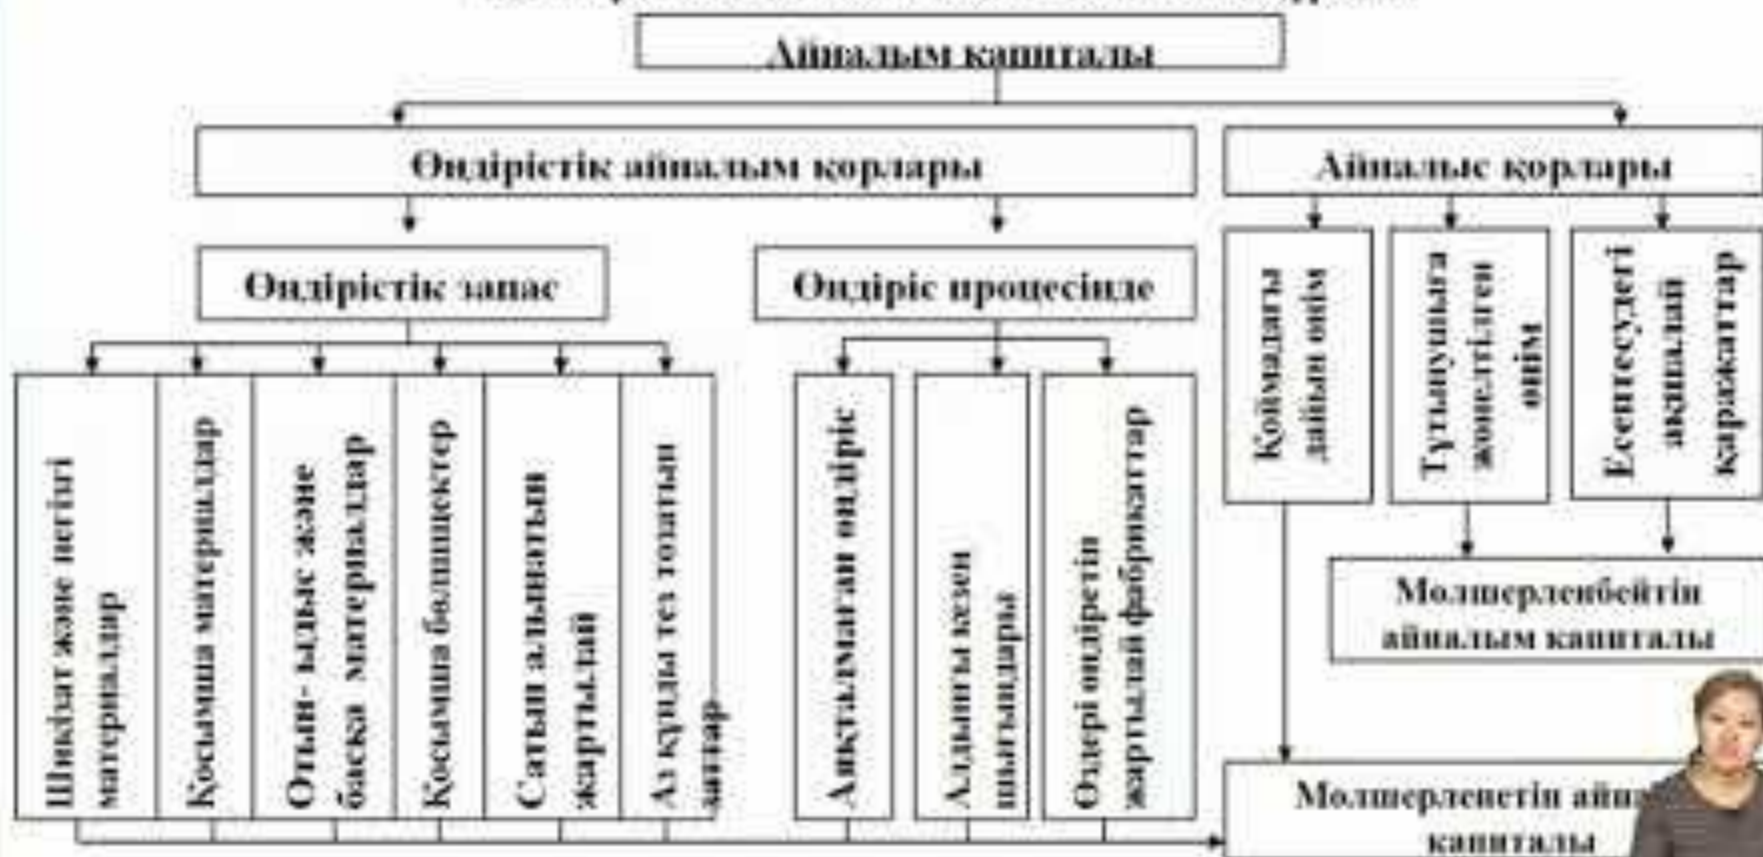 Айналым капиталы
Өндірістік айналым қорлары
Айналыс қорлары
Өндірістік запас
Өндіріс процесінде
Қоймадағы
дайын өнім
Тұтынушыға
жөнелтілген
өнім
Есептесудегі
ақшалай
қаражаттар
Шикізат және негізгі
материалдар
Қосымша материалдар
Отын- ыдыс және
басқа материалдар
Қосымша бөлшектер
Сатып алынатын
жартылай
Аз құнды тез тозатын
заттар
Аяқталмаған өндіріс
Алдыңғы кезең
шығындары
Өздері өндіретін
жартылай фабрикаттар
Мөлшерленбейтін
айналым капиталы
Мөлшерленетін
капиталы